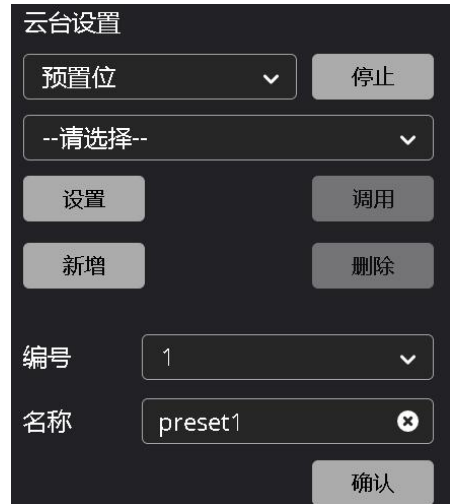 云台设置
预置位 停止
--请选择--
设置 调用
新增 删除
编号 1
名称 preset1
确认